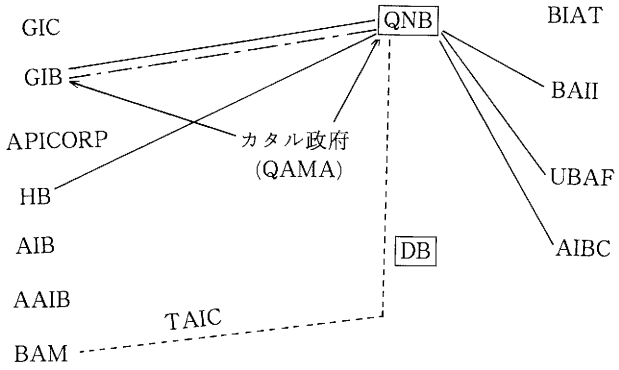 GIC
QNB
BIAT
GIB
BAII
APICORP
カタル政府
(QAMA)
HB
UBAF
AIB
DB
AIBC
AAIB
TAIC
BAM